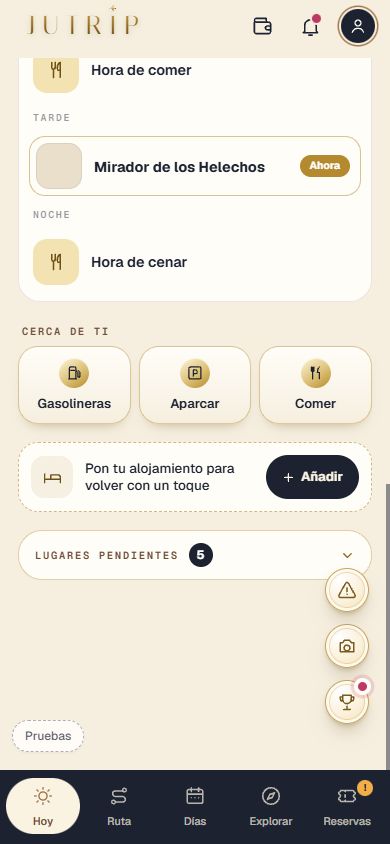 JUTRIP
Hora de comer
TARDE
Mirador de los Helechos
Ahora
NOCHE
Hora de cenar
CERCA DE TI
P
Gasolineras
Aparcar
Comer
Pon tu alojamiento para
volver con un toque
+ Añadir
LUGARES PENDIENTES 5
Pruebas
!
Hoy
Ruta
Días
Explorar
Reservas